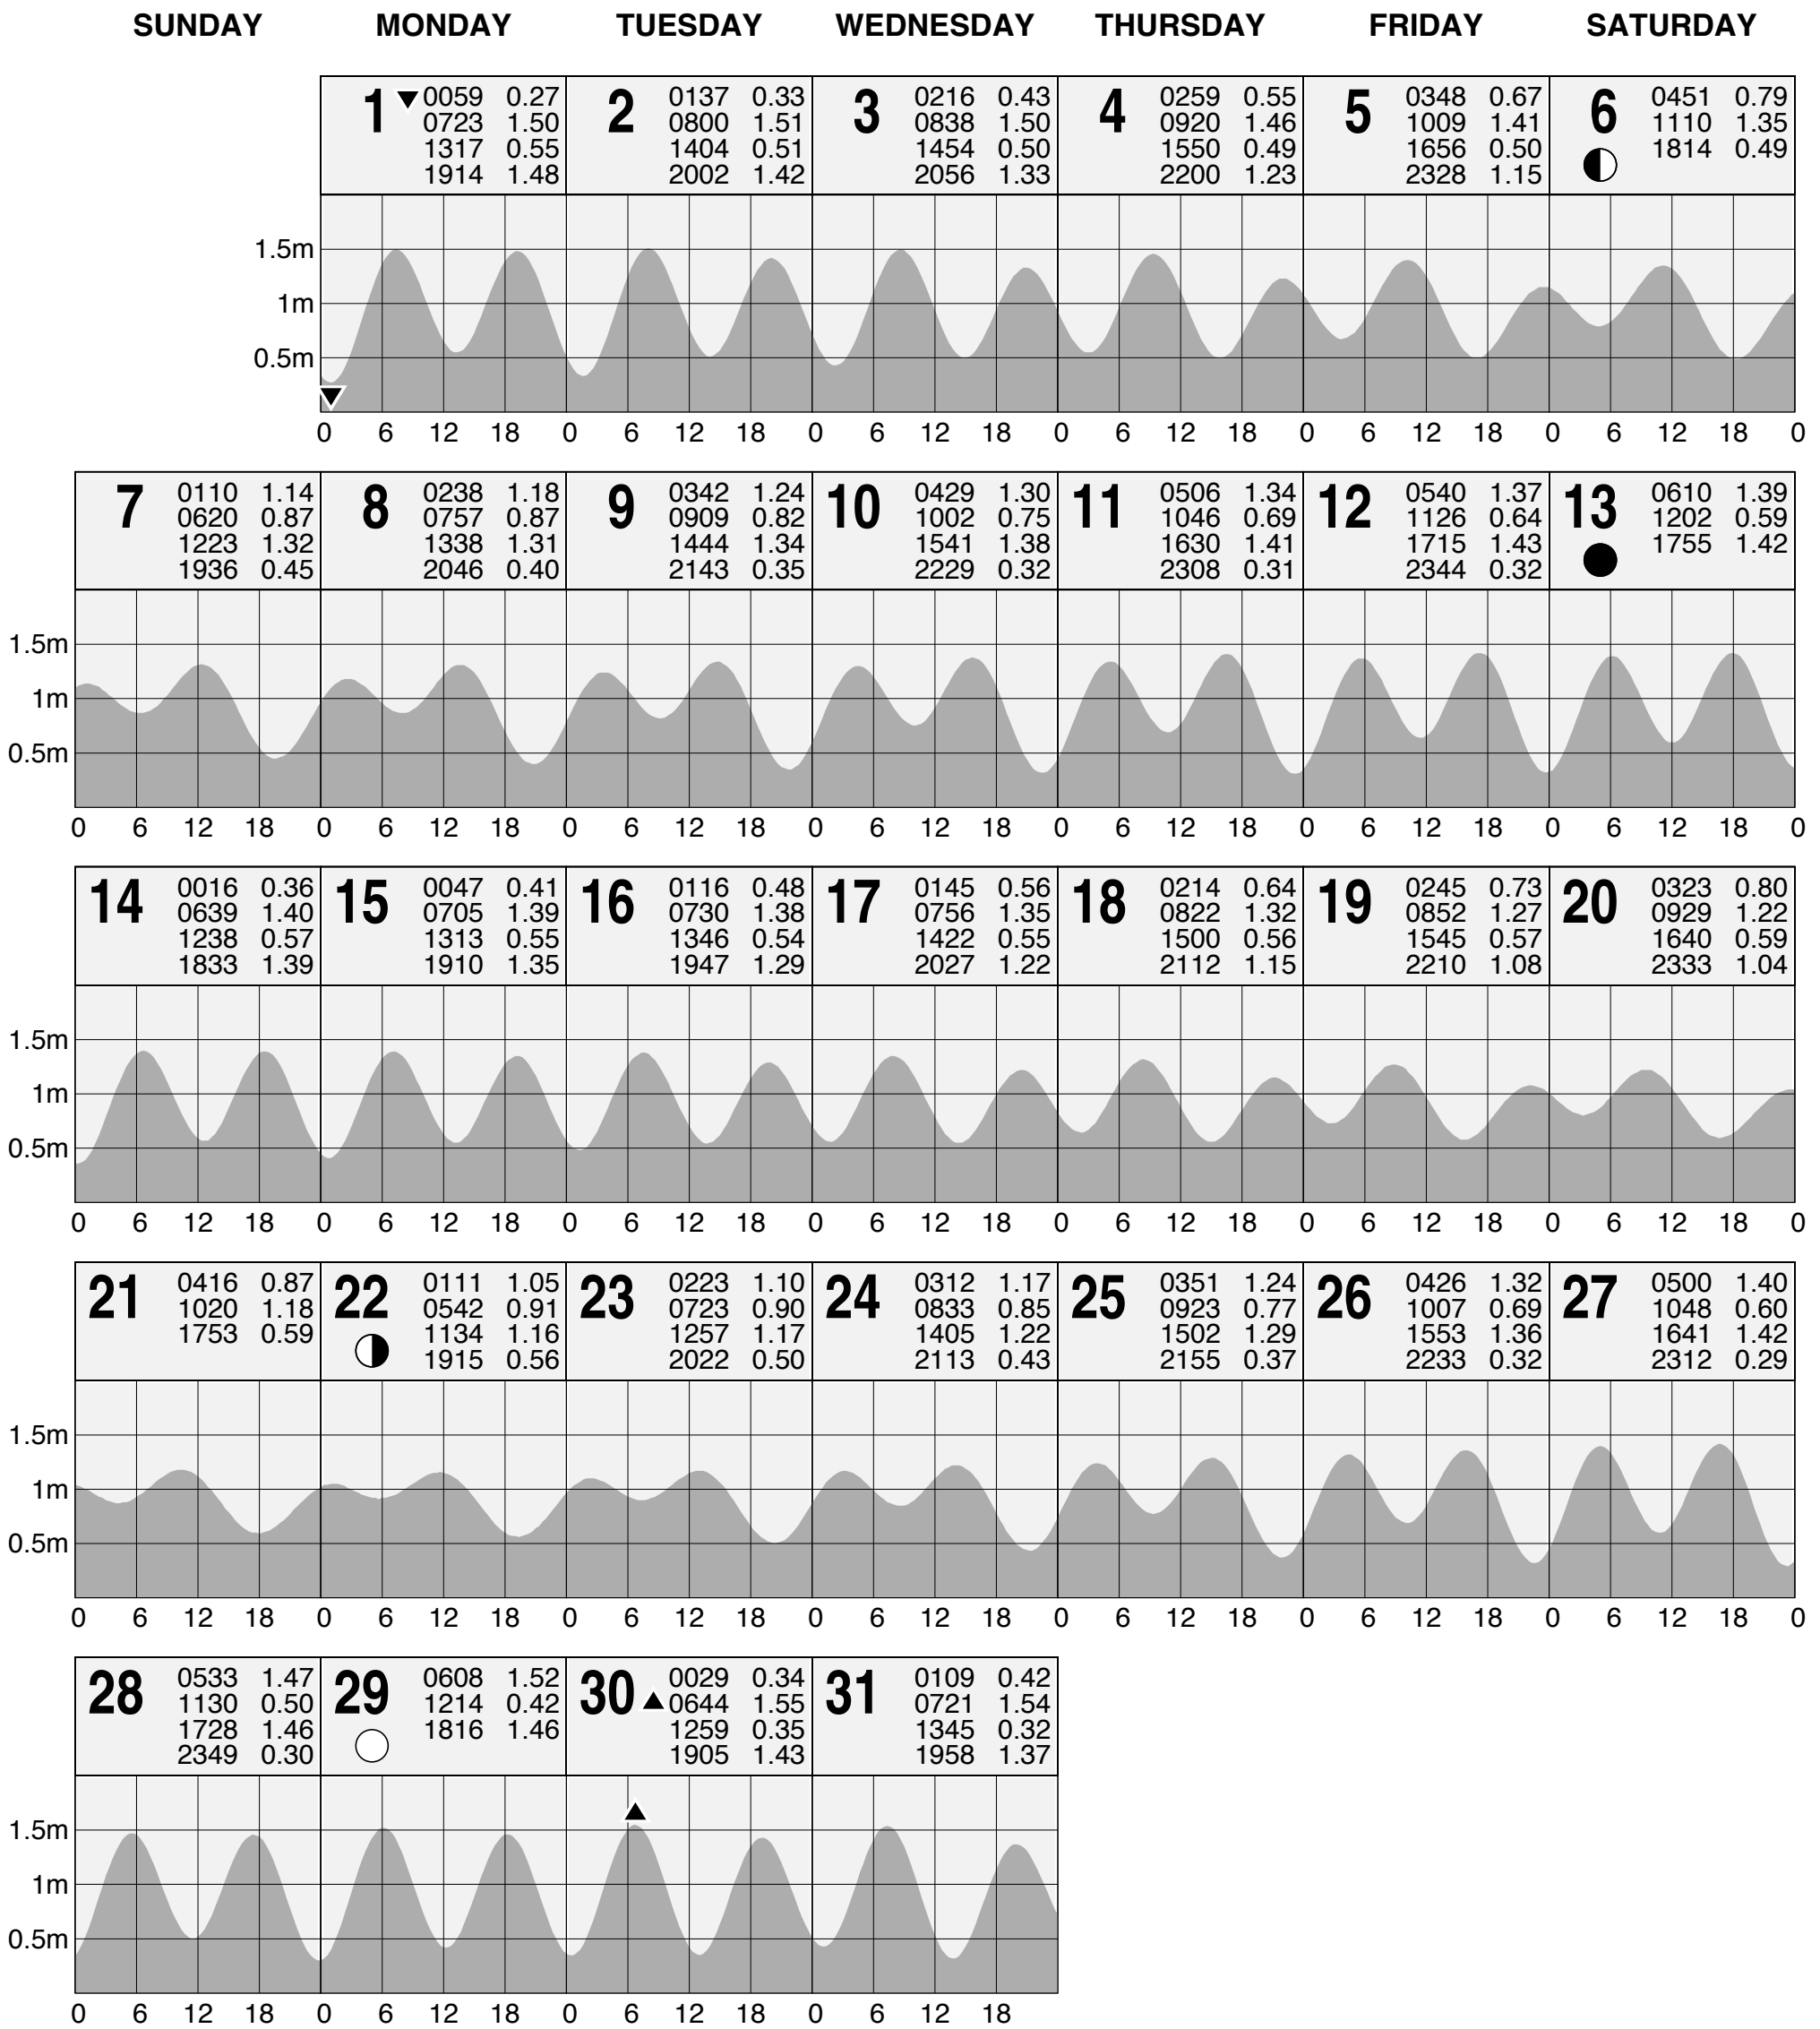 SUNDAY MONDAY TUESDAY WEDNESDAY THURSDAY FRIDAY SATURDAY
1 ▼ 0059 0.27
0723 1.50
1317 0.55
1914 1.48
2 0137 0.33
0800 1.51
1404 0.51
2002 1.42
3 0216 0.43
0838 1.50
1454 0.50
2056 1.33
4 0259 0.55
0920 1.46
1550 0.49
2200 1.23
5 0348 0.67
1009 1.41
1656 0.50
2328 1.15
6 0451 0.79
1110 1.35
1814 0.49
1.5m
1m
0.5m
0 6 12 18 0 6 12 18 0 6 12 18 0 6 12 18 0 6 12 18 0 6 12 18 0
7 0110 1.14
0620 0.87
1223 1.32
1936 0.45
8 0238 1.18
0757 0.87
1338 1.31
2046 0.40
9 0342 1.24
0909 0.82
1444 1.34
2143 0.35
10 0429 1.30
1002 0.75
1541 1.38
2229 0.32
11 0506 1.34
1046 0.69
1630 1.41
2308 0.31
12 0540 1.37
1126 0.64
1715 1.43
2344 0.32
13 0610 1.39
1202 0.59
1755 1.42
1.5m
1m
0.5m
0 6 12 18 0 6 12 18 0 6 12 18 0 6 12 18 0 6 12 18 0 6 12 18 0 6 12 18 0
14 0016 0.36
0639 1.40
1238 0.57
1833 1.39
15 0047 0.41
0705 1.39
1313 0.55
1910 1.35
16 0116 0.48
0730 1.38
1346 0.54
1947 1.29
17 0145 0.56
0756 1.35
1422 0.55
2027 1.22
18 0214 0.64
0822 1.32
1500 0.56
2112 1.15
19 0245 0.73
0852 1.27
1545 0.57
2210 1.08
20 0323 0.80
0929 1.22
1640 0.59
2333 1.04
1.5m
1m
0.5m
0 6 12 18 0 6 12 18 0 6 12 18 0 6 12 18 0 6 12 18 0 6 12 18 0 6 12 18 0
21 0416 0.87
1020 1.18
1753 0.59
22 0111 1.05
0542 0.91
1134 1.16
1915 0.56
23 0223 1.10
0723 0.90
1257 1.17
2022 0.50
24 0312 1.17
0833 0.85
1405 1.22
2113 0.43
25 0351 1.24
0923 0.77
1502 1.29
2155 0.37
26 0426 1.32
1007 0.69
1553 1.36
2233 0.32
27 0500 1.40
1048 0.60
1641 1.42
2312 0.29
1.5m
1m
0.5m
0 6 12 18 0 6 12 18 0 6 12 18 0 6 12 18 0 6 12 18 0 6 12 18 0 6 12 18 0
28 0533 1.47
1130 0.50
1728 1.46
2349 0.30
29 0608 1.52
1214 0.42
1816 1.46
30 ▲ 0029 0.34
0644 1.55
1259 0.35
1905 1.43
31 0109 0.42
0721 1.54
1345 0.32
1958 1.37
1.5m
1m
0.5m
0 6 12 18 0 6 12 18 0 6 12 18 0 6 12 18